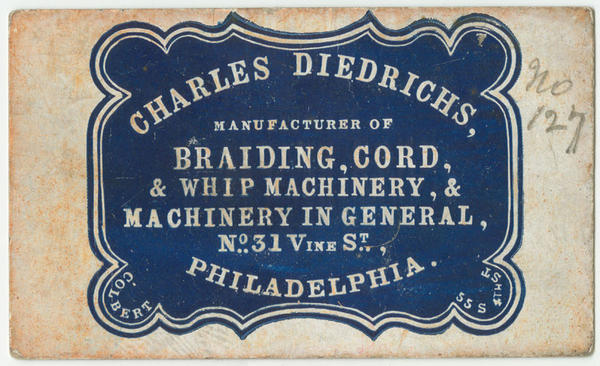 CHARLES DIEDRICHS,
MANUFACTURER OF
BRAIDING, CORD,
& WHIP MACHINERY, &
MACHINERY IN GENERAL,
No. 31 VINE ST.,
PHILADELPHIA.
COLBERT
55 S 4TH ST
No
127